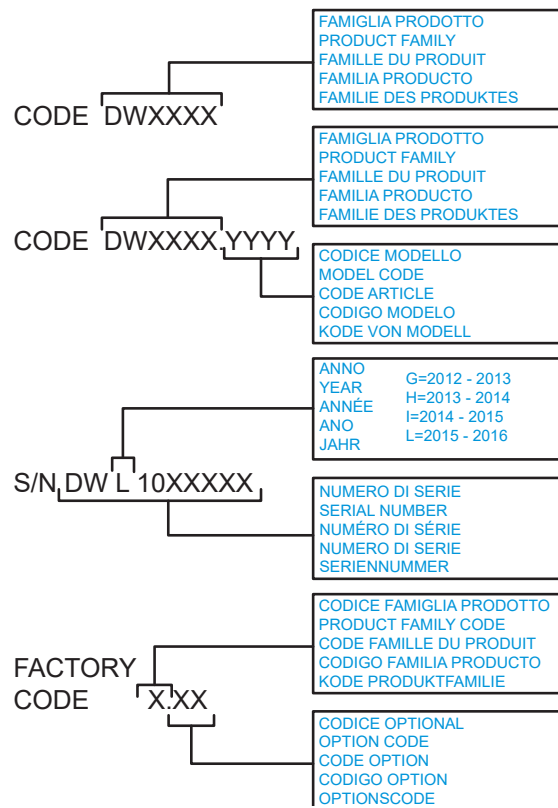 FAMIGLIA PRODOTTO
PRODUCT FAMILY
FAMILLE DU PRODUIT
FAMILIA PRODUCTO
FAMILIE DES PRODUKTES
CODE DWXXXX
FAMIGLIA PRODOTTO
PRODUCT FAMILY
FAMILLE DU PRODUIT
FAMILIA PRODUCTO
FAMILIE DES PRODUKTES
CODE DWXXXX.YYYY
CODICE MODELLO
MODEL CODE
CODE ARTICLE
CODIGO MODELO
KODE VON MODELL
ANNO
YEAR
ANNÉE
ANO
JAHR
G=2012 - 2013
H=2013 - 2014
I=2014 - 2015
L=2015 - 2016
S/N DW L 10XXXXX
NUMERO DI SERIE
SERIAL NUMBER
NUMÉRO DI SÉRIE
NUMERO DI SERIE
SERIENNUMMER
CODICE FAMIGLIA PRODOTTO
PRODUCT FAMILY CODE
CODE FAMILLE DU PRODUIT
CODIGO FAMILIA PRODUCTO
KODE PRODUKTFAMILIE
FACTORY
CODE X.XX
CODICE OPTIONAL
OPTION CODE
CODE OPTION
CODIGO OPTION
OPTIONSCODE